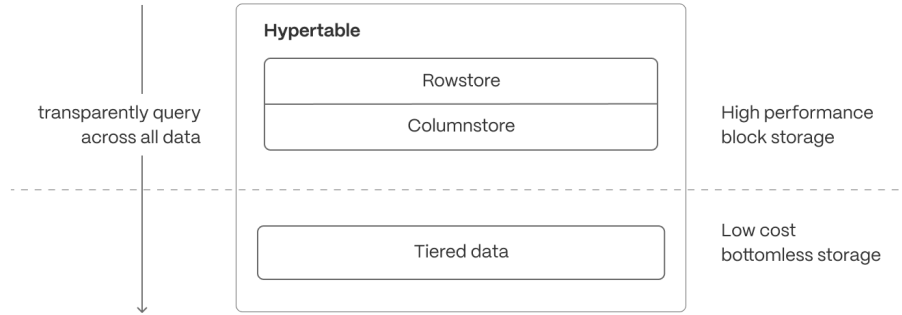 Hypertable
Rowstore
Columnstore
transparently query
across all data
High performance
block storage
Tiered data
Low cost
bottomless storage